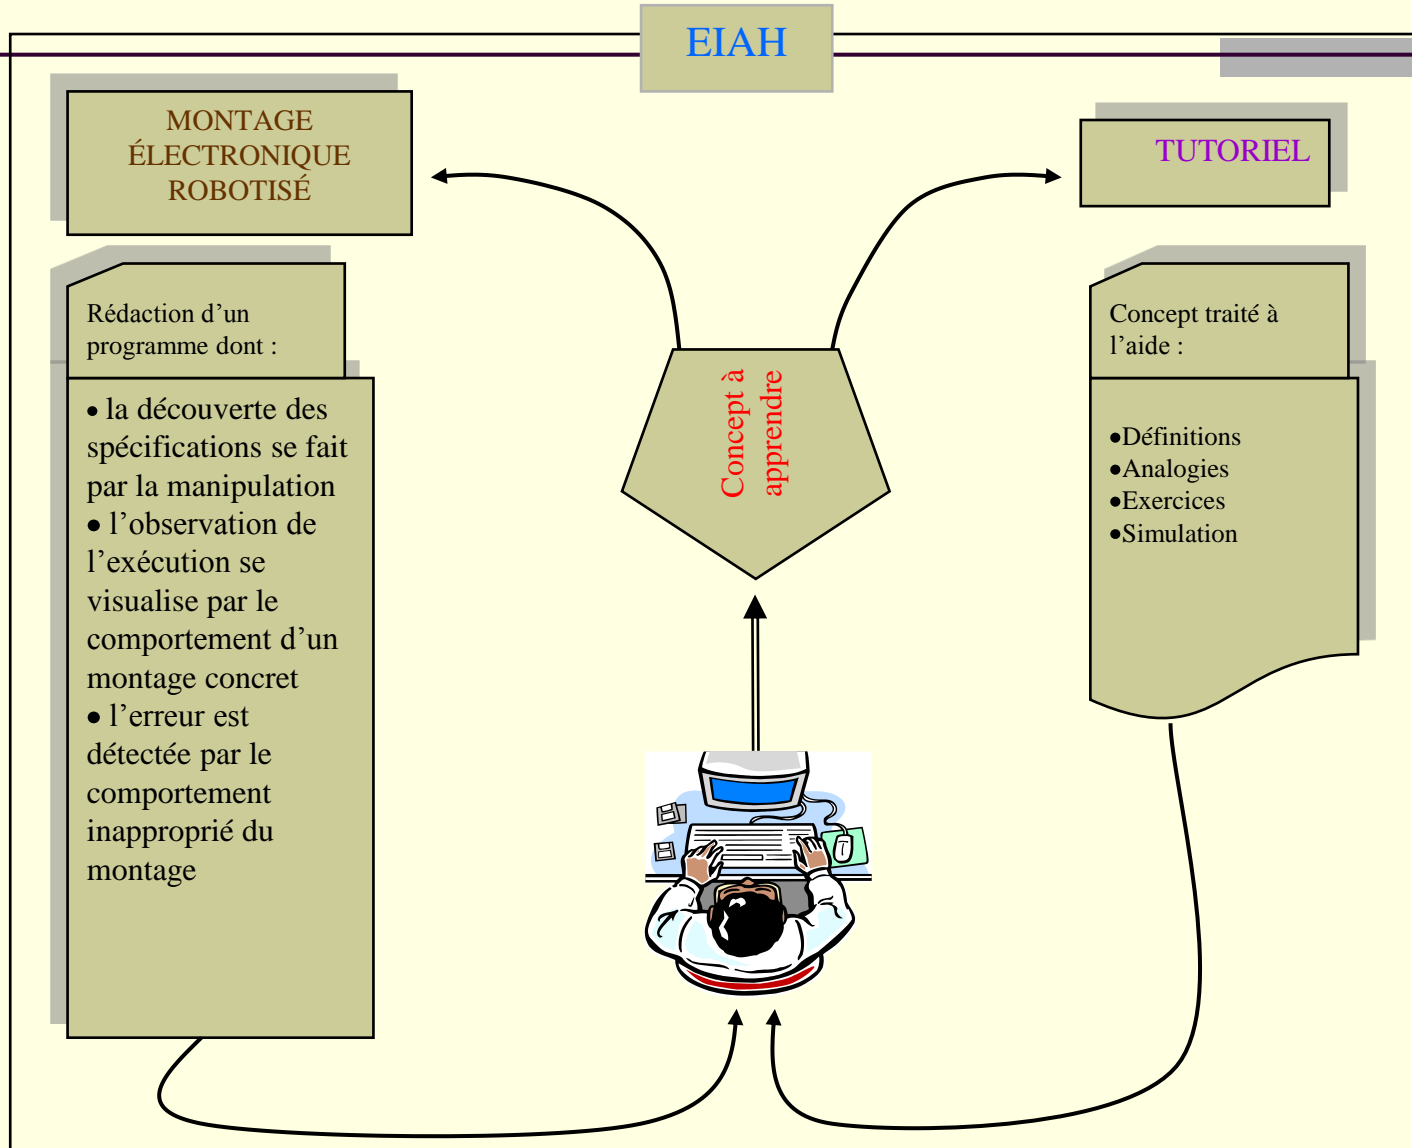 EIAH
MONTAGE
ÉLECTRONIQUE
ROBOTISÉ
Rédaction d’un
programme dont :
• la découverte des
spécifications se fait
par la manipulation
• l’observation de
l’exécution se
visualise par le
comportement d’un
montage concret
• l’erreur est
détectée par le
comportement
inapproprié du
montage
Concept à
apprendre
TUTORIEL
Concept traité à
l’aide :
•Définitions
•Analogies
•Exercices
•Simulation